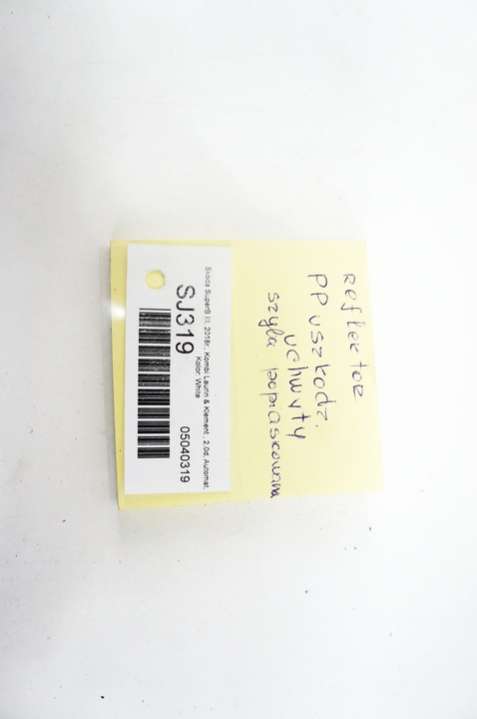 Reflektor
PP uszkodz.
uchwyty
szyba popiaskowana
Skoda SuperB III, 2018r., Kombi Laurin & Klement , 2.0d, Automat,
Kolor: White
SJ319
05040319